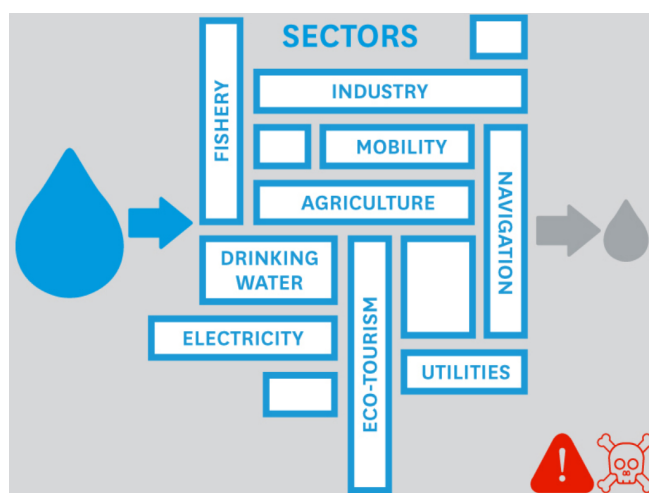 SECTORS
FISHERY
INDUSTRY
MOBILITY
AGRICULTURE
NAVIGATION
DRINKING
WATER
ELECTRICITY
ECO-TOURISM
UTILITIES
!